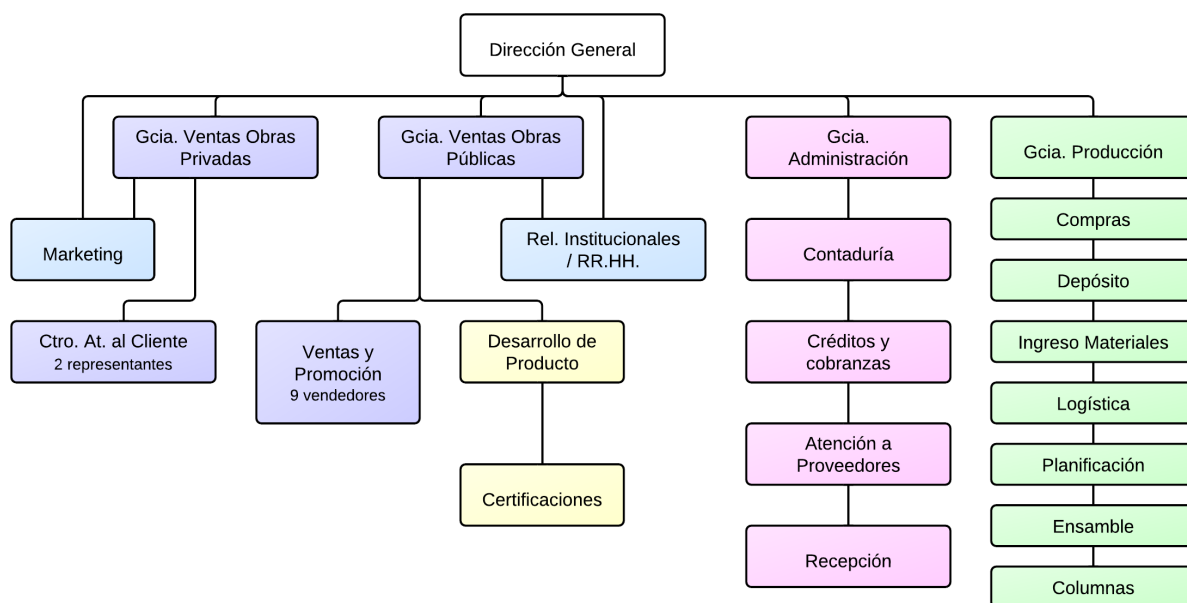 Dirección General
Gcia. Ventas Obras
Privadas
Gcia. Ventas Obras
Públicas
Gcia.
Administración
Gcia. Producción
Marketing
Rel. Institucionales
/ RR.HH.
Contaduría
Compras
Depósito
Ctro. At. al Cliente
2 representantes
Ventas y
Promoción
9 vendedores
Desarrollo de
Producto
Créditos y
cobranzas
Ingreso Materiales
Logística
Atención a
Proveedores
Planificación
Certificaciones
Ensamble
Recepción
Columnas